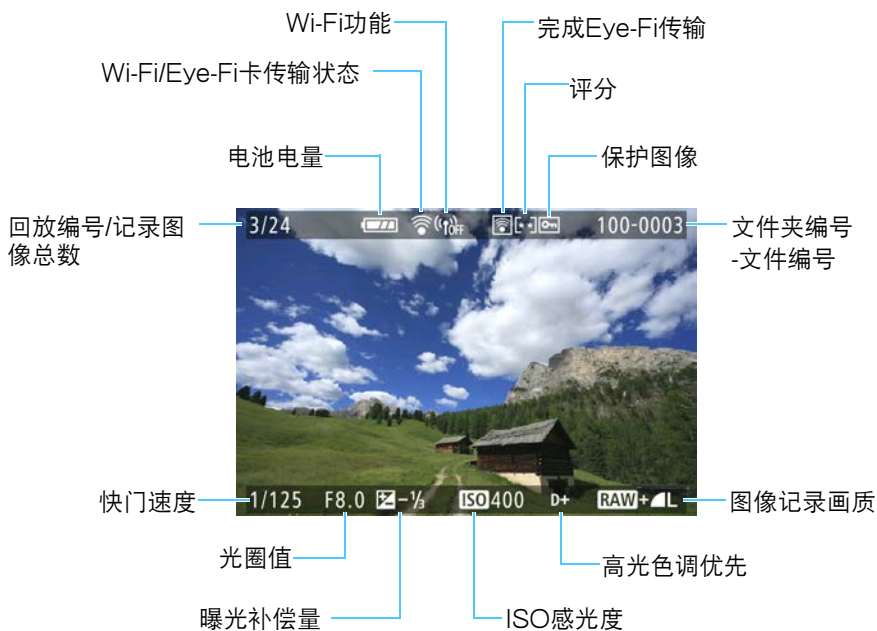 Wi-Fi功能
完成Eye-Fi传输
Wi-Fi/Eye-Fi卡传输状态
评分
电池电量
保护图像
回放编号/记录图
像总数
3/24
OFF
100-0003
文件夹编号
-文件编号
快门速度
1/125 F8.0 -⅓ ISO 400 D+ RAW+L
图像记录画质
光圈值
高光色调优先
曝光补偿量
ISO感光度